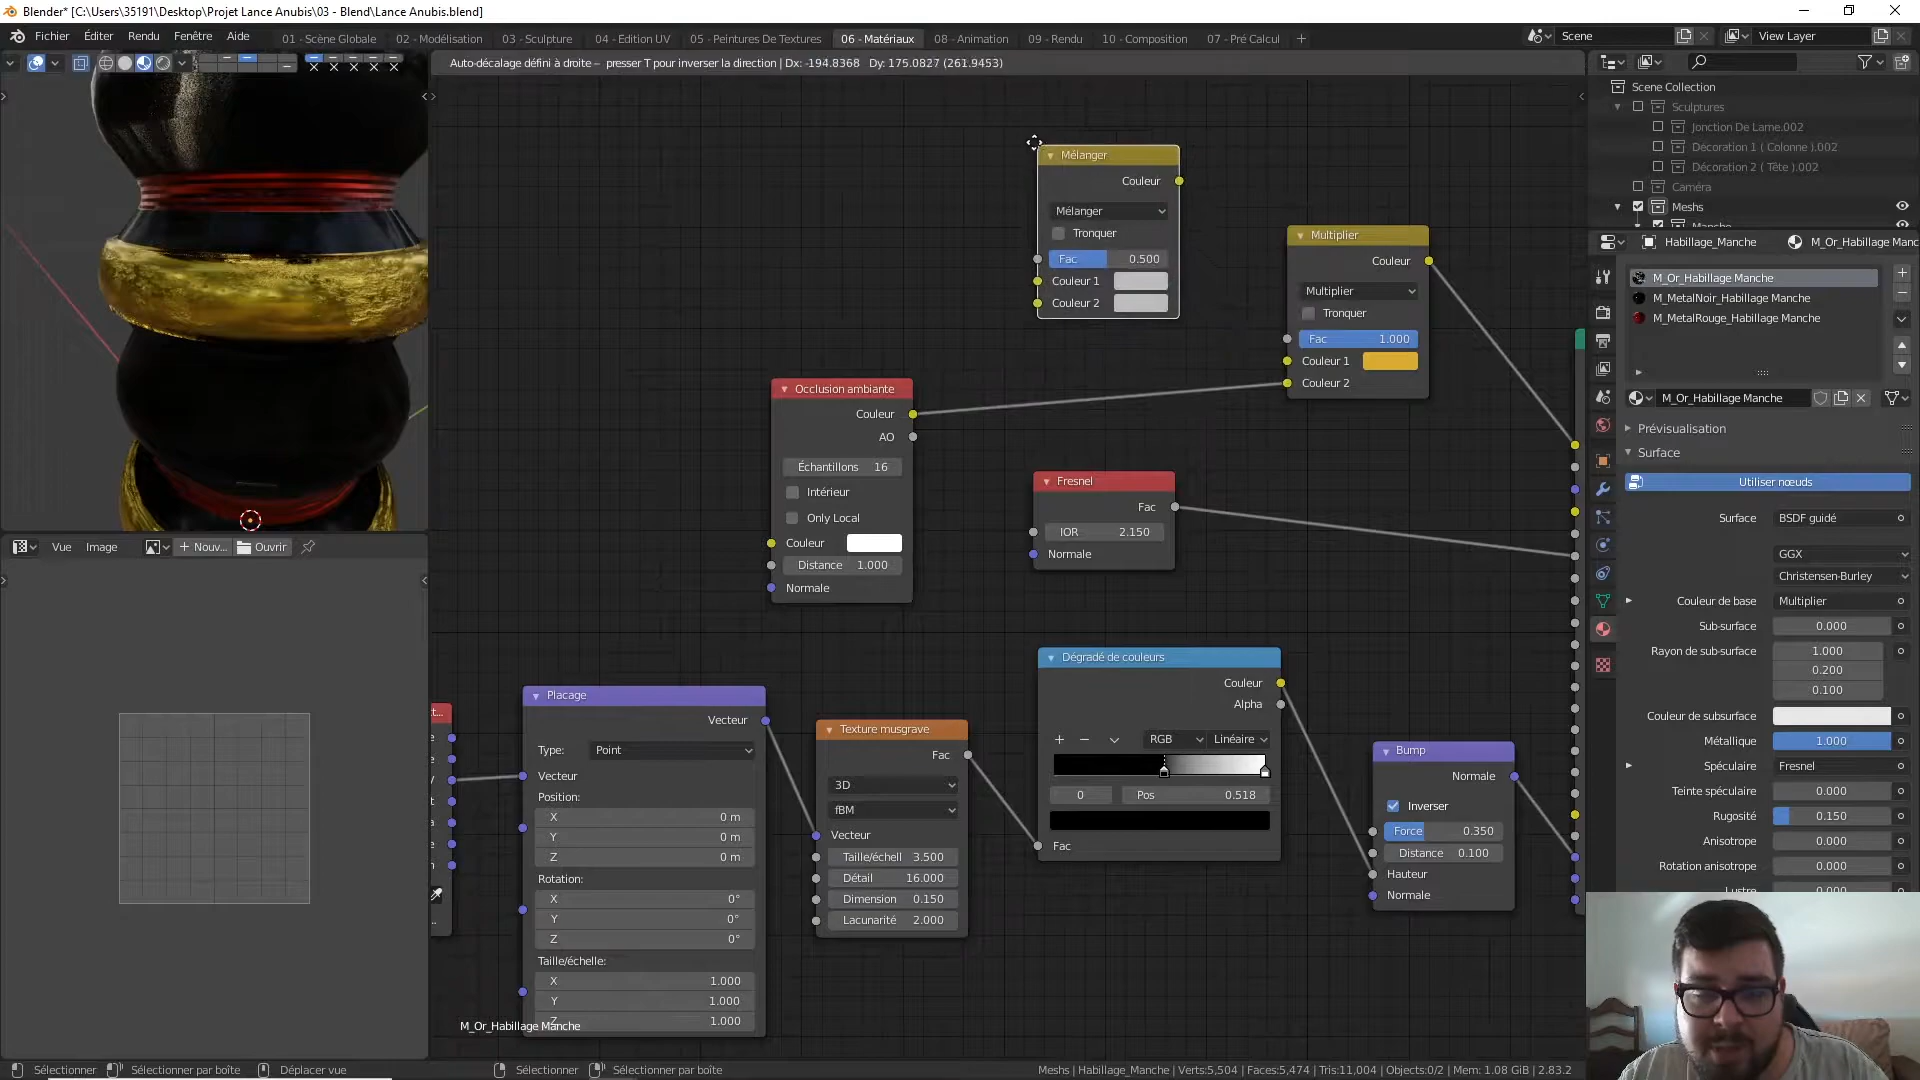 Blender* [C:\Users\35191\Desktop\Projet Lance Anubis\03 - Blend\Lance Anubis.blend]
Fichier Éditer Rendu Fenêtre Aide 01 - Scène Globale 02 - Modélisation 03 - Sculpture 04 - Edition UV 05 - Peintures De Textures 06 - Matériaux 08 - Animation 09 - Rendu 10 - Composition 07 - Pré Calcul + Scene View Layer
Auto-décalage défini à droite – presser T pour inverser la direction | Dx: -194.8368 Dy: 175.0827 (261.9453)
Scene Collection
Sculptures
Jonction De Lame.002
Décoration 1 ( Colonne ).002
Décoration 2 ( Tête ).002
Caméra
Meshs
Habillage_Manche M_Or_Habillage Manc
M_Or_Habillage Manche
M_MetalNoir_Habillage Manche
M_MetalRouge_Habillage Manche
M_Or_Habillage Manche
Prévisualisation
Surface
Utiliser nœuds
Surface BSDF guidé
GGX
Christensen-Burley
Couleur de base Multiplier
Sub-surface 0.000
Rayon de sub-surface 1.000
0.200
0.100
Couleur de subsurface
Métallique 1.000
Spéculaire Fresnel
Teinte spéculaire 0.000
Rugosité 0.150
Anisotrope 0.000
Rotation anisotrope 0.000
Lustre 0.000
Mélanger
Couleur
Mélanger
Tronquer
Fac 0.500
Couleur 1
Couleur 2
Multiplier
Couleur
Multiplier
Tronquer
Fac 1.000
Couleur 1
Couleur 2
Occlusion ambiante
Couleur
AO
Échantillons 16
Intérieur
Only Local
Couleur
Distance 1.000
Normale
Fresnel
Fac
IOR 2.150
Normale
Vue Image + Nouv... Ouvrir
Placage
Vecteur
Type: Point
Vecteur
Position:
X 0 m
Y 0 m
Z 0 m
Rotation:
X 0°
Y 0°
Z 0°
Taille/échelle:
X 1.000
Y 1.000
Z 1.000
Texture musgrave
Fac
3D
fBM
Vecteur
Taille/échell 3.500
Détail 16.000
Dimension 0.150
Lacunarité 2.000
Dégradé de couleurs
Couleur
Alpha
+ − RGB Linéaire
0 Pos 0.518
Fac
Bump
Normale
Inverser
Force 0.350
Distance 0.100
Hauteur
Normale
M_Or_Habillage Manche
Sélectionner Sélectionner par boîte Déplacer vue Sélectionner Sélectionner par boîte Meshs | Habillage_Manche | Verts:5,504 | Faces:5,474 | Tris:11,004 | Objects:0/2 | Mem: 1.08 GiB | 2.83.2